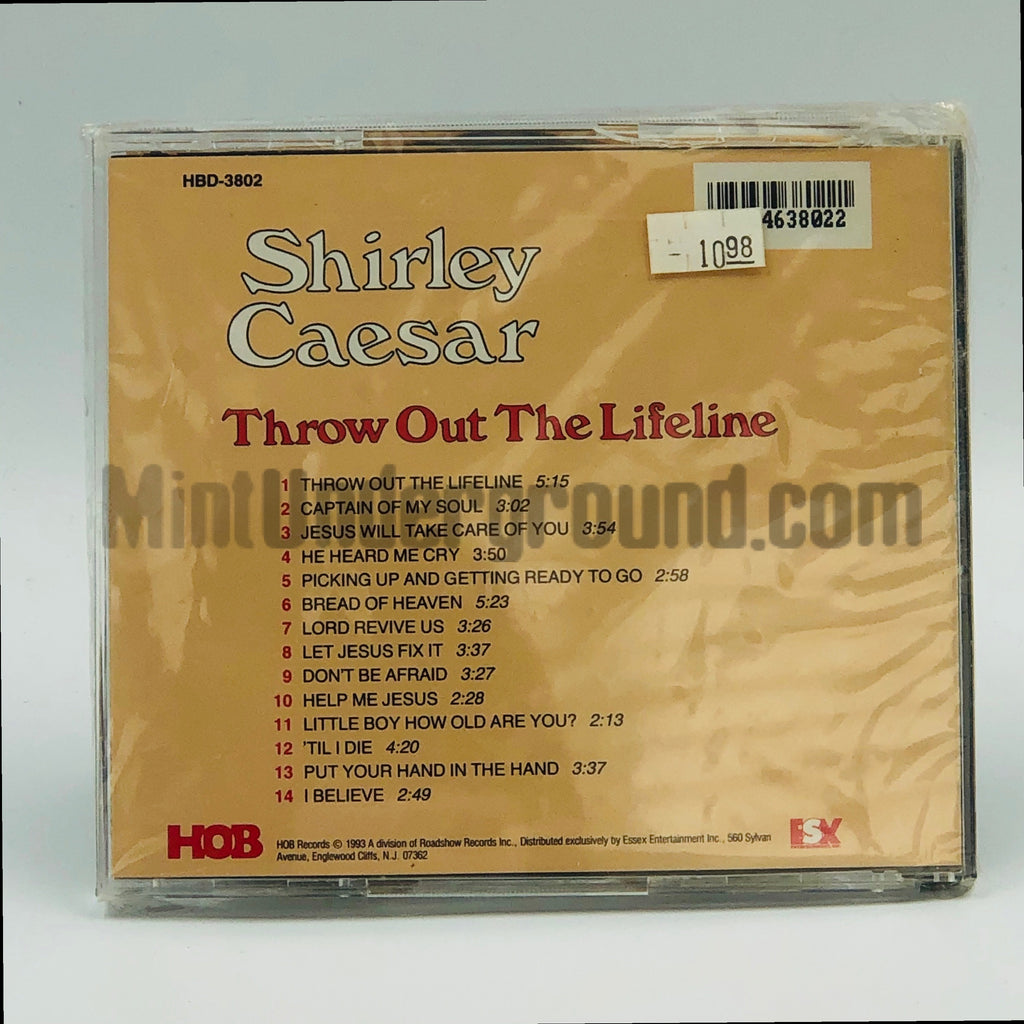 HBD-3802
4638022
10.98
Shirley
Caesar
Throw Out The Lifeline
MintUnderground.com
1 THROW OUT THE LIFELINE 5:15
2 CAPTAIN OF MY SOUL 3:02
3 JESUS WILL TAKE CARE OF YOU 3:54
4 HE HEARD ME CRY 3:50
5 PICKING UP AND GETTING READY TO GO 2:58
6 BREAD OF HEAVEN 5:23
7 LORD REVIVE US 3:26
8 LET JESUS FIX IT 3:37
9 DON'T BE AFRAID 3:27
10 HELP ME JESUS 2:28
11 LITTLE BOY HOW OLD ARE YOU? 2:13
12 'TIL I DIE 4:20
13 PUT YOUR HAND IN THE HAND 3:37
14 I BELIEVE 2:49
HOB
HOB Records © 1993 A division of Roadshow Records Inc., Distributed exclusively by Essex Entertainment Inc., 560 Sylvan
Avenue, Englewood Cliffs, N.J. 07362
ESX